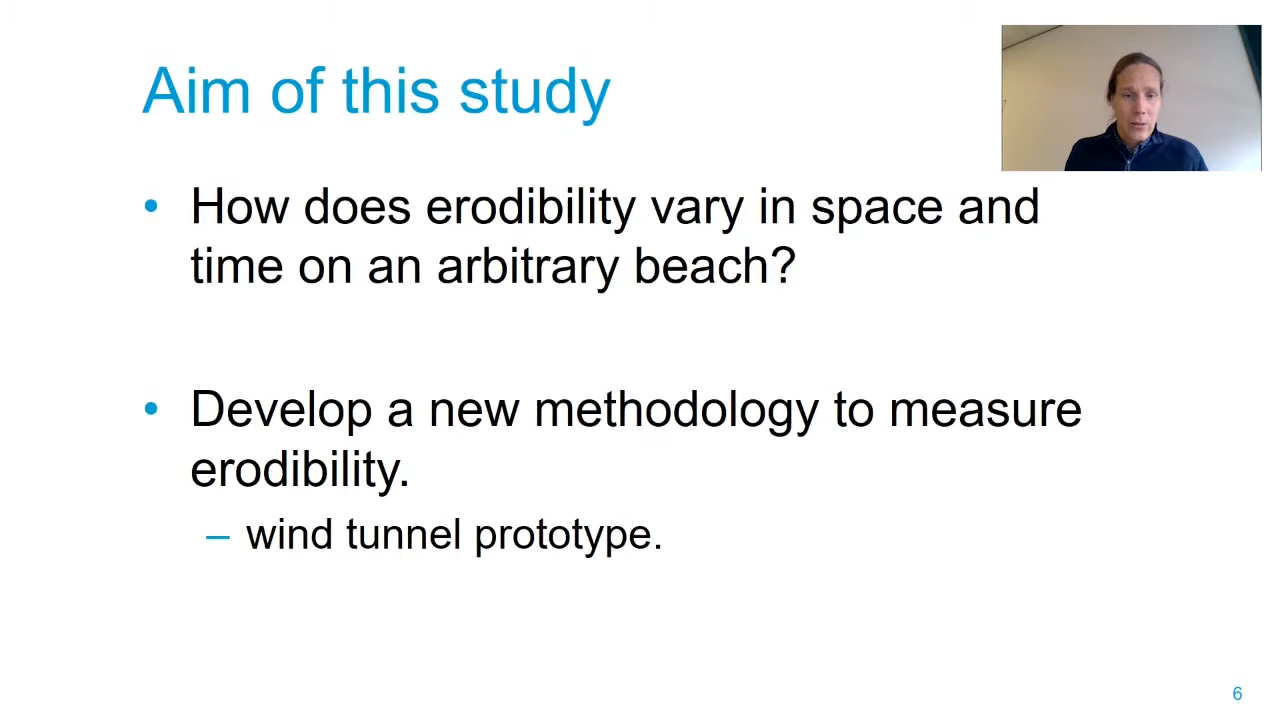 Aim of this study
• How does erodibility vary in space and
time on an arbitrary beach?
• Develop a new methodology to measure
erodibility.
– wind tunnel prototype.
6